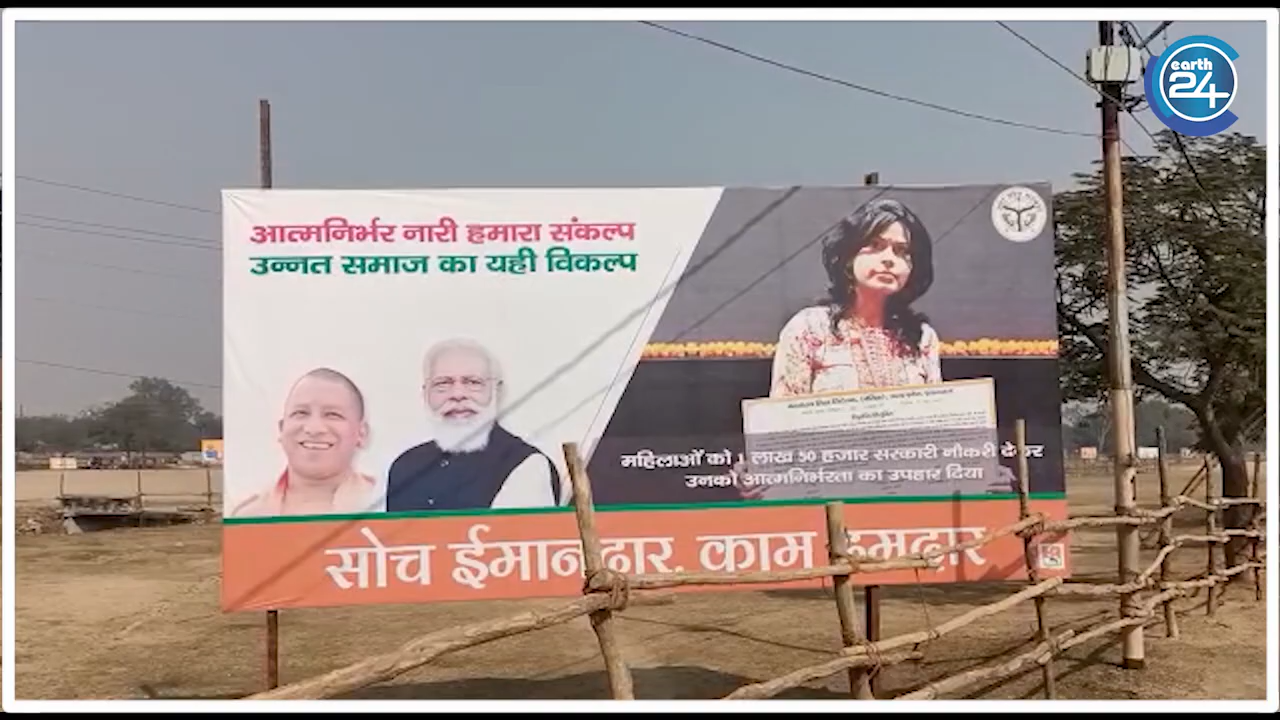 earth
24
आत्मनिर्भर नारी हमारा संकल्प
उन्नत समाज का यही विकल्प
महिलाओं को 1 लाख 50 हजार सरकारी नौकरी देकर
उनको आत्मनिर्भरता का उपहार दिया
सोच ईमानदार, काम दमदार